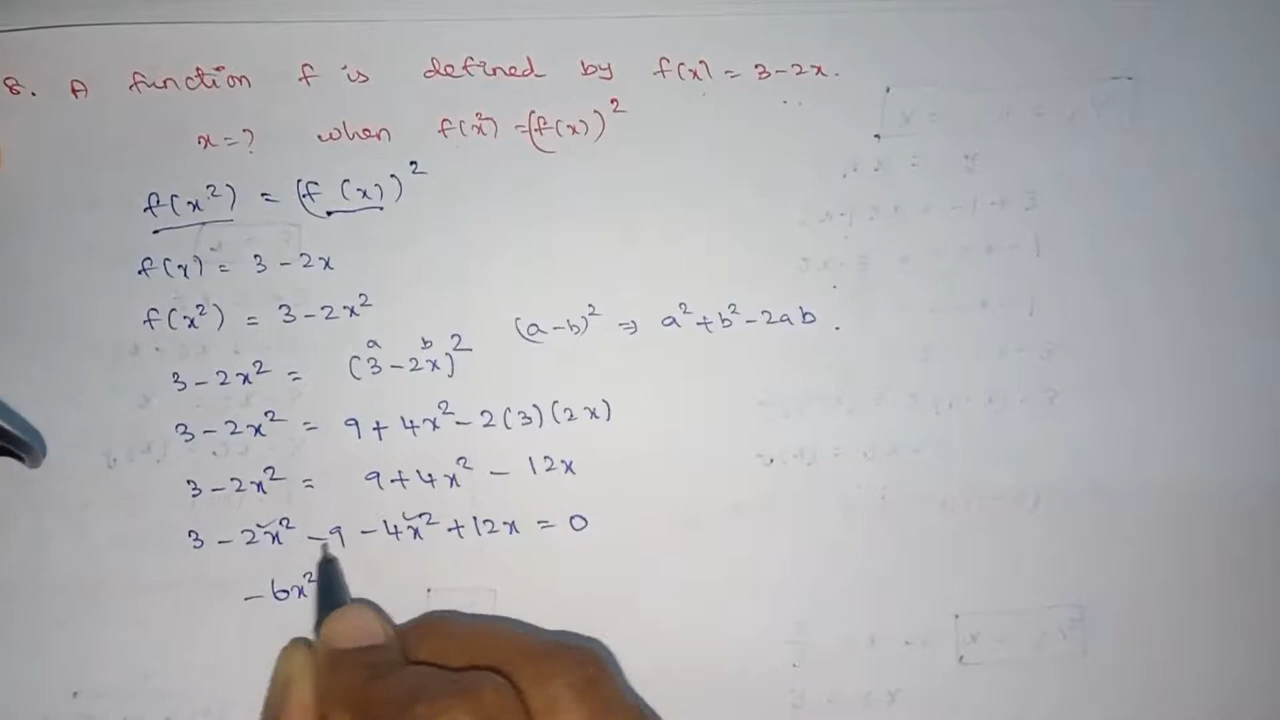 8. A function f is defined by f(x) = 3-2x.
x=? when f(x²) = (f(x))²
f(x²) = (f(x))²
f(x) = 3-2x
f(x²) = 3-2x²
(a-b)² ⇒ a²+b²-2ab.
a b
3-2x² = (3-2x)²
3-2x² = 9+4x²-2(3)(2x)
3-2x² = 9+4x² - 12x
3-2x² -9 -4x² +12x = 0
-6x²